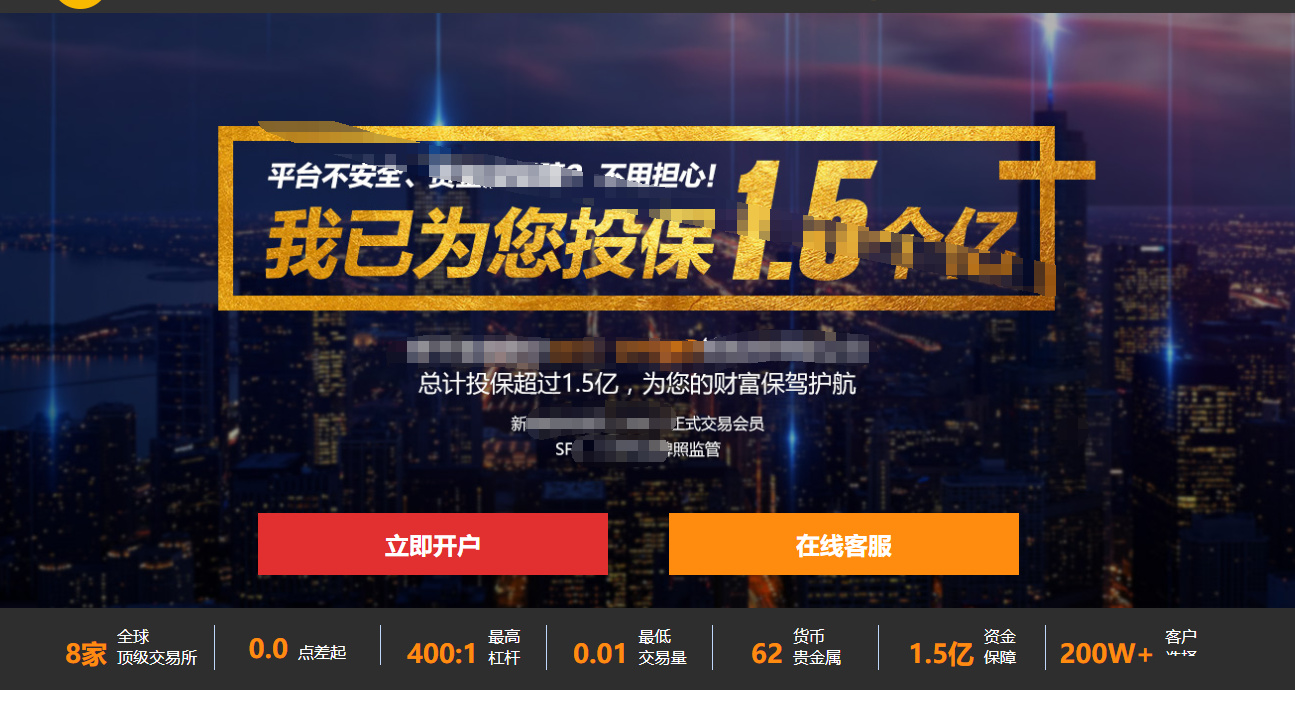 平台不安全、 不用担心!
我已为您投保1.5个亿+
总计投保超过1.5亿，为您的财富保驾护航
新 正式交易会员
SF 牌照监管
立即开户
在线客服
8家 全球
顶级交易所
0.0 点差起
400:1 最高
杠杆
0.01 最低
交易量
62 货币
贵金属
1.5亿 资金
保障
200W+ 客户